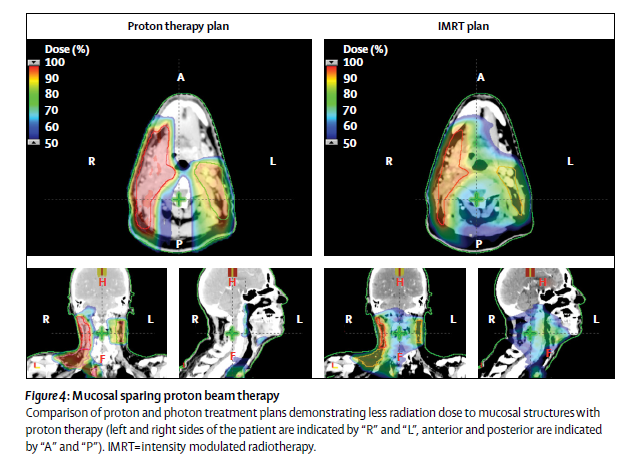 Proton therapy plan
IMRT plan
Dose (%)
100
90
80
70
60
50
A
R
L
P
Dose (%)
100
90
80
70
60
50
A
R
L
P
H
R
L
F
H
R
L
F
H
R
L
F
H
R
L
F
Figure 4: Mucosal sparing proton beam therapy
Comparison of proton and photon treatment plans demonstrating less radiation dose to mucosal structures with
proton therapy (left and right sides of the patient are indicated by “R” and “L”, anterior and posterior are indicated
by “A” and “P”). IMRT=intensity modulated radiotherapy.